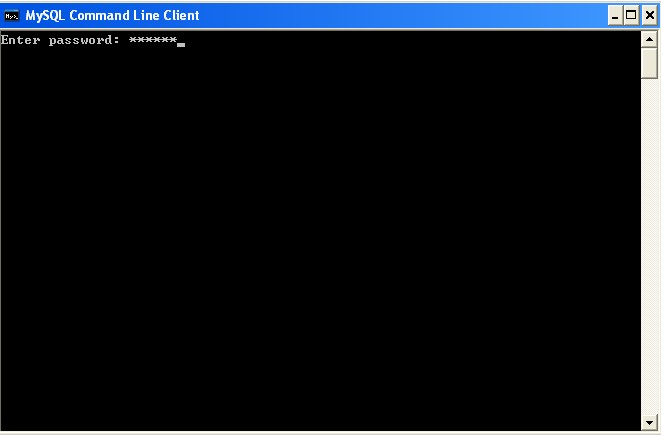 MySQL Command Line Client
Enter password: ******